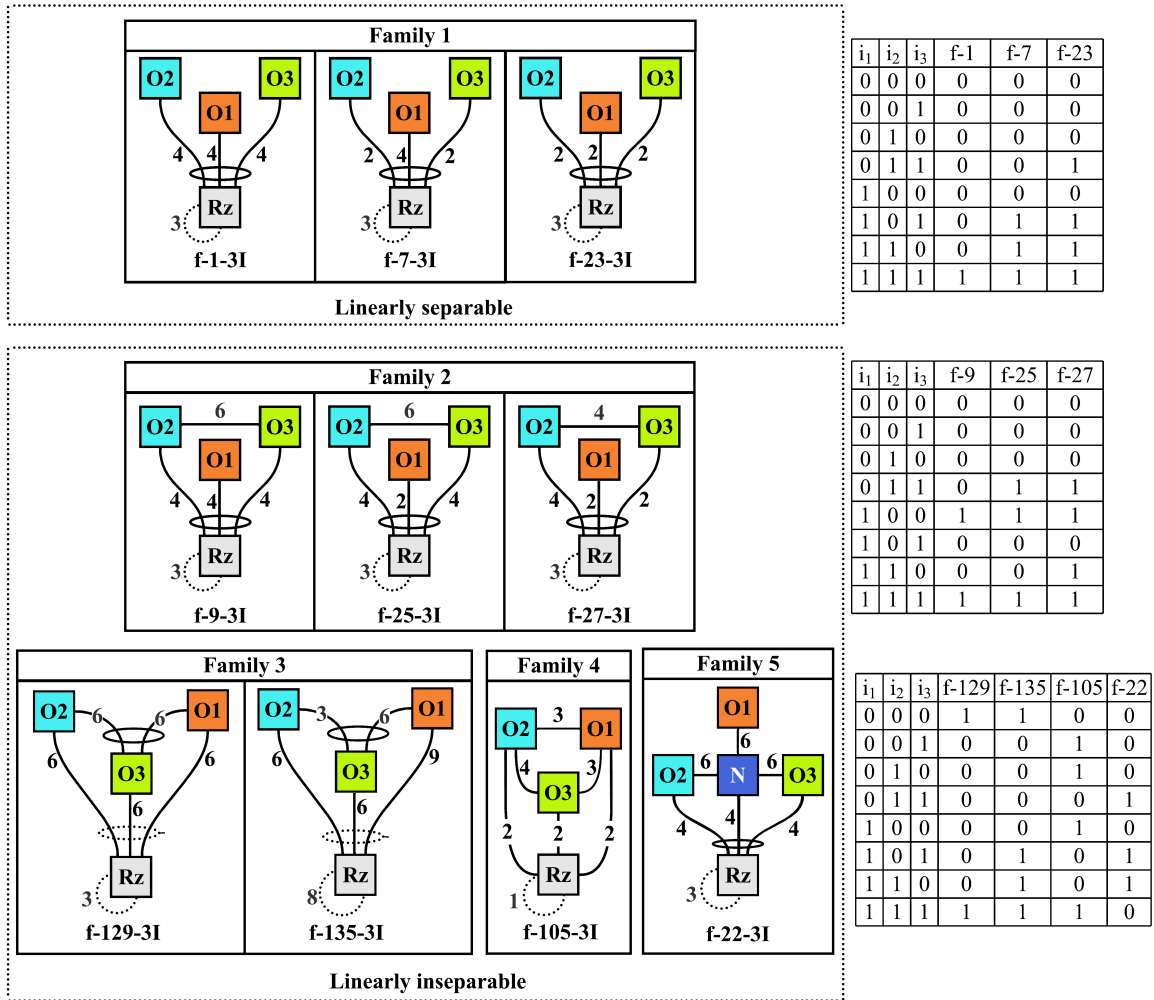 Family 1
O2 O1 O3 4 4 4 Rz 3 f-1-3I
O2 O1 O3 2 4 2 Rz 3 f-7-3I
O2 O1 O3 2 2 2 Rz 3 f-23-3I
Linearly separable
i1 i2 i3 f-1 f-7 f-23
0 0 0 0 0 0
0 0 1 0 0 0
0 1 0 0 0 0
0 1 1 0 0 1
1 0 0 0 0 0
1 0 1 0 1 1
1 1 0 0 1 1
1 1 1 1 1 1
Family 2
6 O2 O1 O3 4 4 4 Rz 3 f-9-3I
6 O2 O1 O3 4 2 4 Rz 3 f-25-3I
4 O2 O1 O3 4 2 2 Rz 3 f-27-3I
i1 i2 i3 f-9 f-25 f-27
0 0 0 0 0 0
0 0 1 0 0 0
0 1 0 0 0 0
0 1 1 0 1 1
1 0 0 1 1 1
1 0 1 0 0 0
1 1 0 0 0 1
1 1 1 1 1 1
Family 3
O2 6 6 O1 6 O3 6 6 Rz 3 f-129-3I
O2 3 6 O1 6 O3 9 6 Rz 8 f-135-3I
Family 4
O2 3 O1 4 3 O3 2 2 2 Rz 1 f-105-3I
Family 5
O1 6 O2 6 N 6 O3 4 4 4 Rz 3 f-22-3I
Linearly inseparable
i1 i2 i3 f-129 f-135 f-105 f-22
0 0 0 1 1 0 0
0 0 1 0 0 1 0
0 1 0 0 0 1 0
0 1 1 0 0 0 1
1 0 0 0 0 1 0
1 0 1 0 1 0 1
1 1 0 0 1 0 1
1 1 1 1 1 1 0